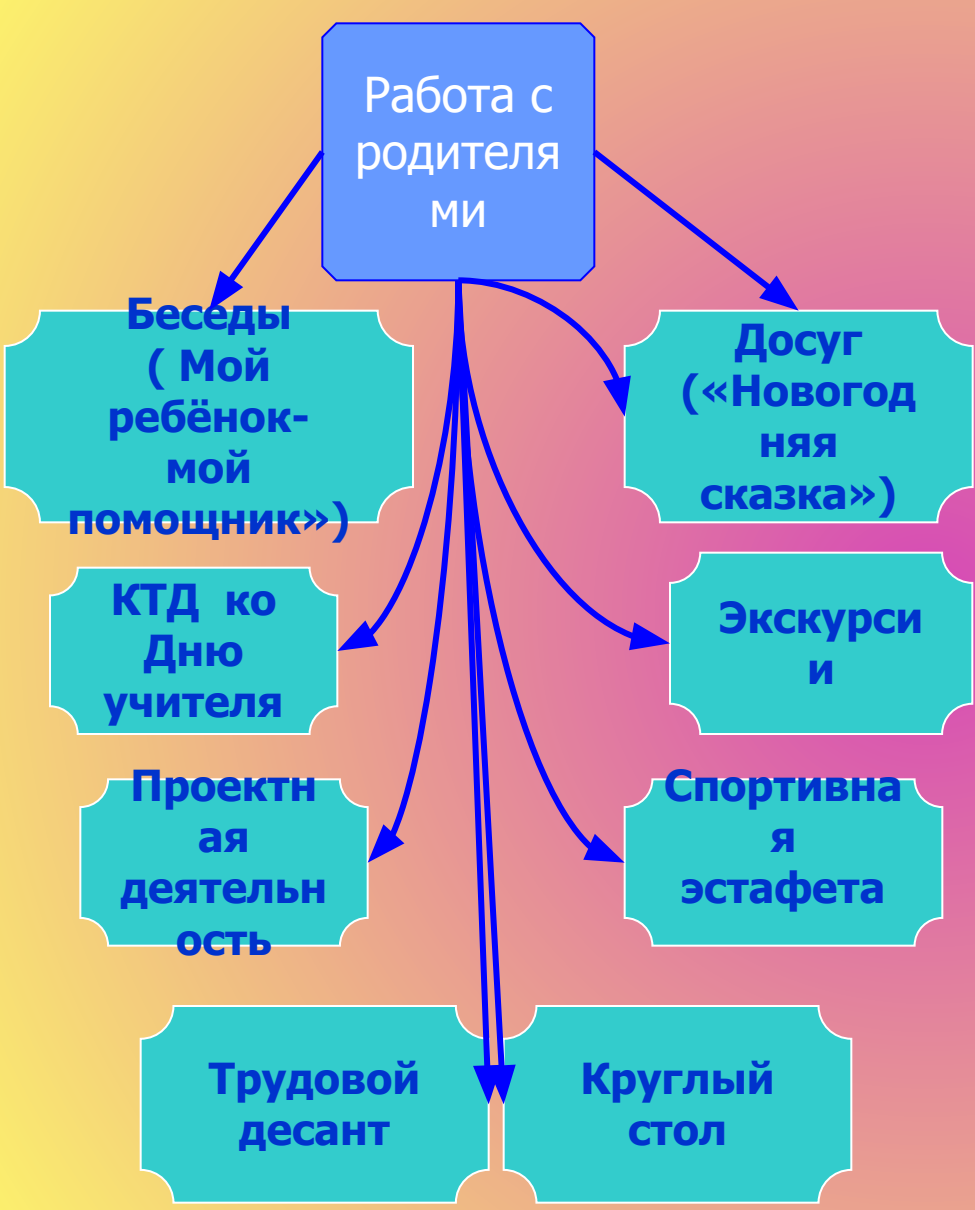 Работа с
родителя
ми
Беседы
( Мой
ребёнок-
мой
помощник»)
Досуг
(«Новогод
няя
сказка»)
КТД  ко
Дню
учителя
Экскурси
и
Проектн
ая
деятельн
ость
Спортивна
я
эстафета
Трудовой
десант
Круглый
стол